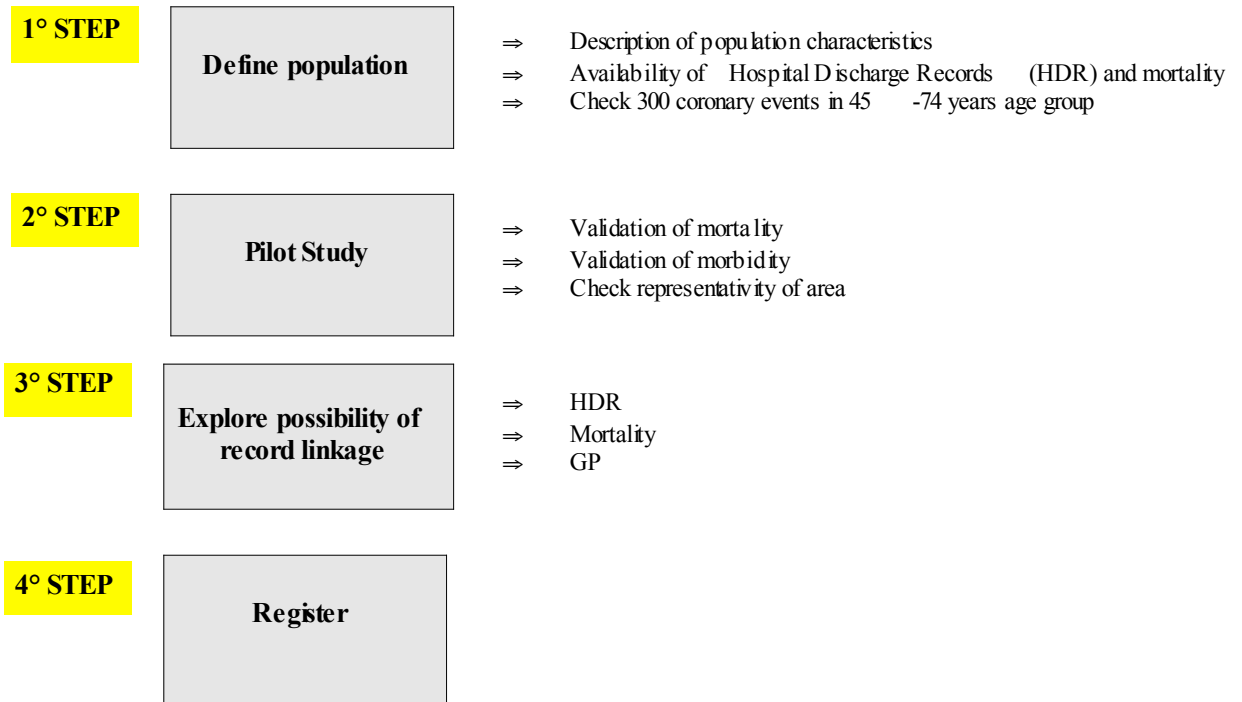 1° STEP
Define population
⇒ Description of population characteristics
⇒ Availability of Hospital Discharge Records (HDR) and mortality
⇒ Check 300 coronary events in 45 -74 years age group
2° STEP
Pilot Study
⇒ Validation of mortality
⇒ Validation of morbidity
⇒ Check representativity of area
3° STEP
Explore possibility of
record linkage
⇒ HDR
⇒ Mortality
⇒ GP
4° STEP
Register